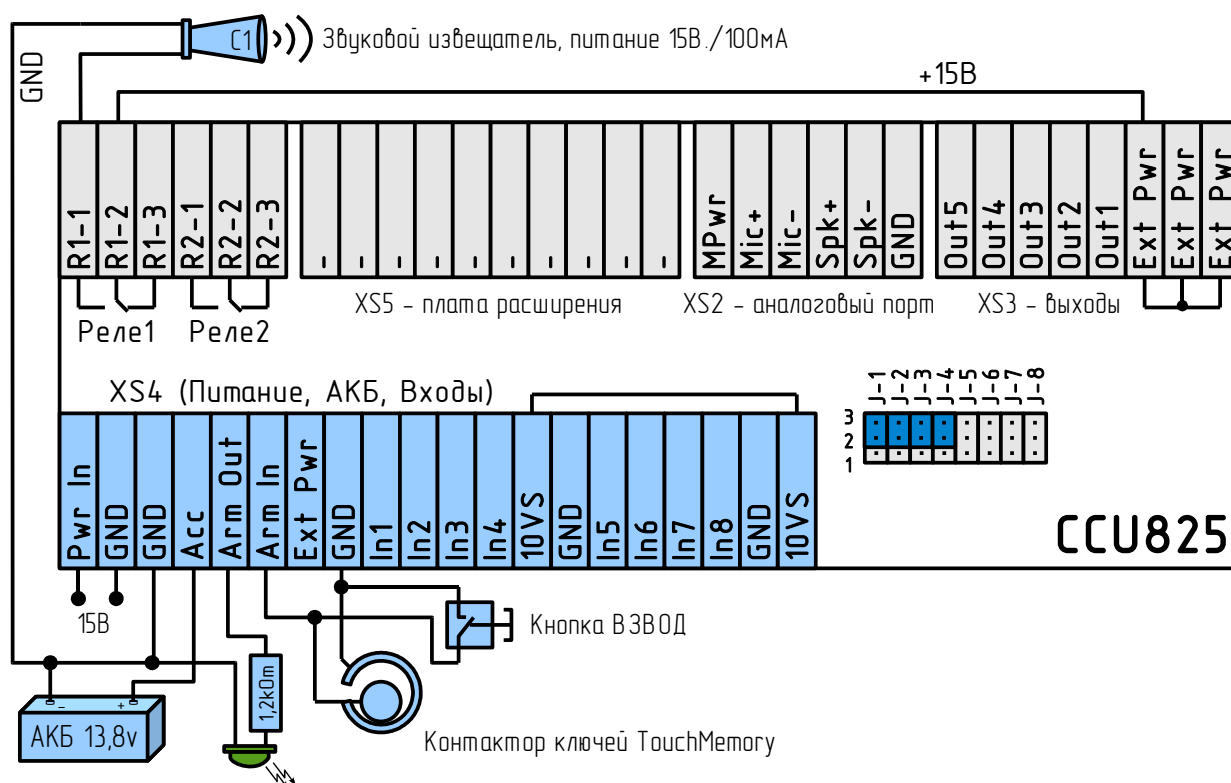 C1
Звуковой извещатель, питание 15В./100мА
GND
+15В
R1-1
R1-2
R1-3
R2-1
R2-2
R2-3
-
-
-
-
-
-
-
-
-
-
MPwr
Mic+
Mic-
Spk+
Spk-
GND
Out5
Out4
Out3
Out2
Out1
Ext Pwr
Ext Pwr
Ext Pwr
Реле1
Реле2
XS5 - плата расширения
XS2 - аналоговый порт
XS3 - выходы
XS4 (Питание, АКБ, Входы)
J-1
J-2
J-3
J-4
J-5
J-6
J-7
J-8
3
2
1
Pwr In
GND
GND
Acc
Arm Out
Arm In
Ext Pwr
GND
In1
In2
In3
In4
10VS
GND
In5
In6
In7
In8
GND
10VS
CCU825
15В
Кнопка ВЗВОД
1,2kOm
- +
АКБ 13,8v
Контактор ключей TouchMemory